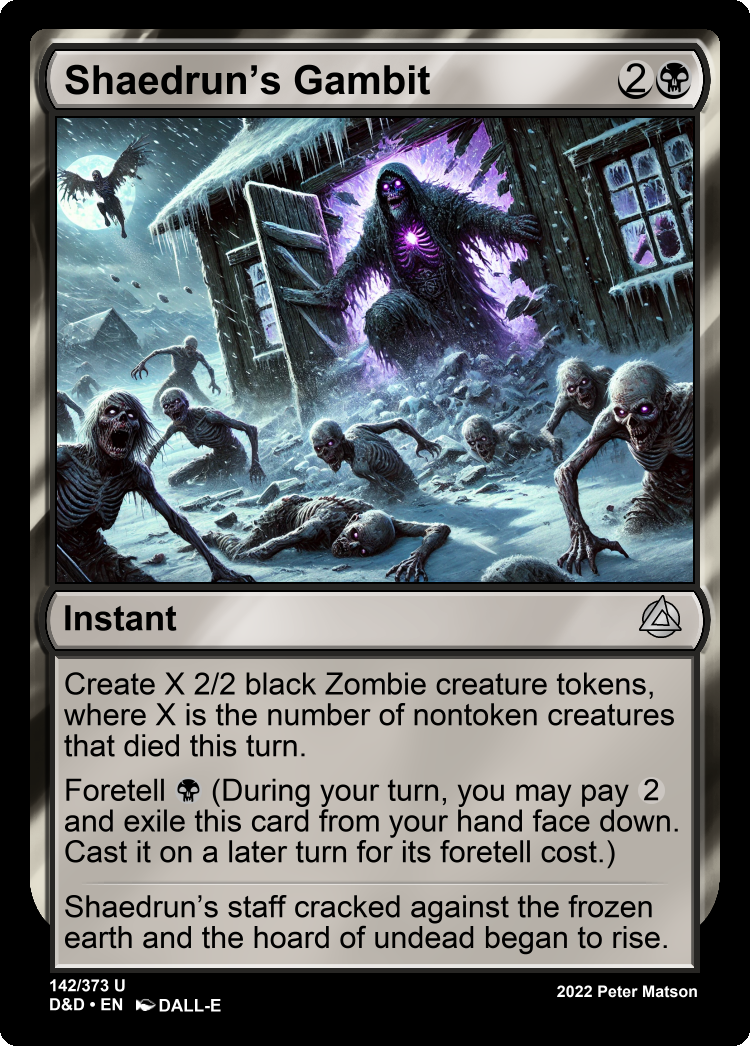 Shaedrun's Gambit 2
Instant
Create X 2/2 black Zombie creature tokens,
where X is the number of nontoken creatures
that died this turn.
Foretell (During your turn, you may pay 2
and exile this card from your hand face down.
Cast it on a later turn for its foretell cost.)
Shaedrun's staff cracked against the frozen
earth and the hoard of undead began to rise.
142/373 U
D&D • EN DALL-E
2022 Peter Matson